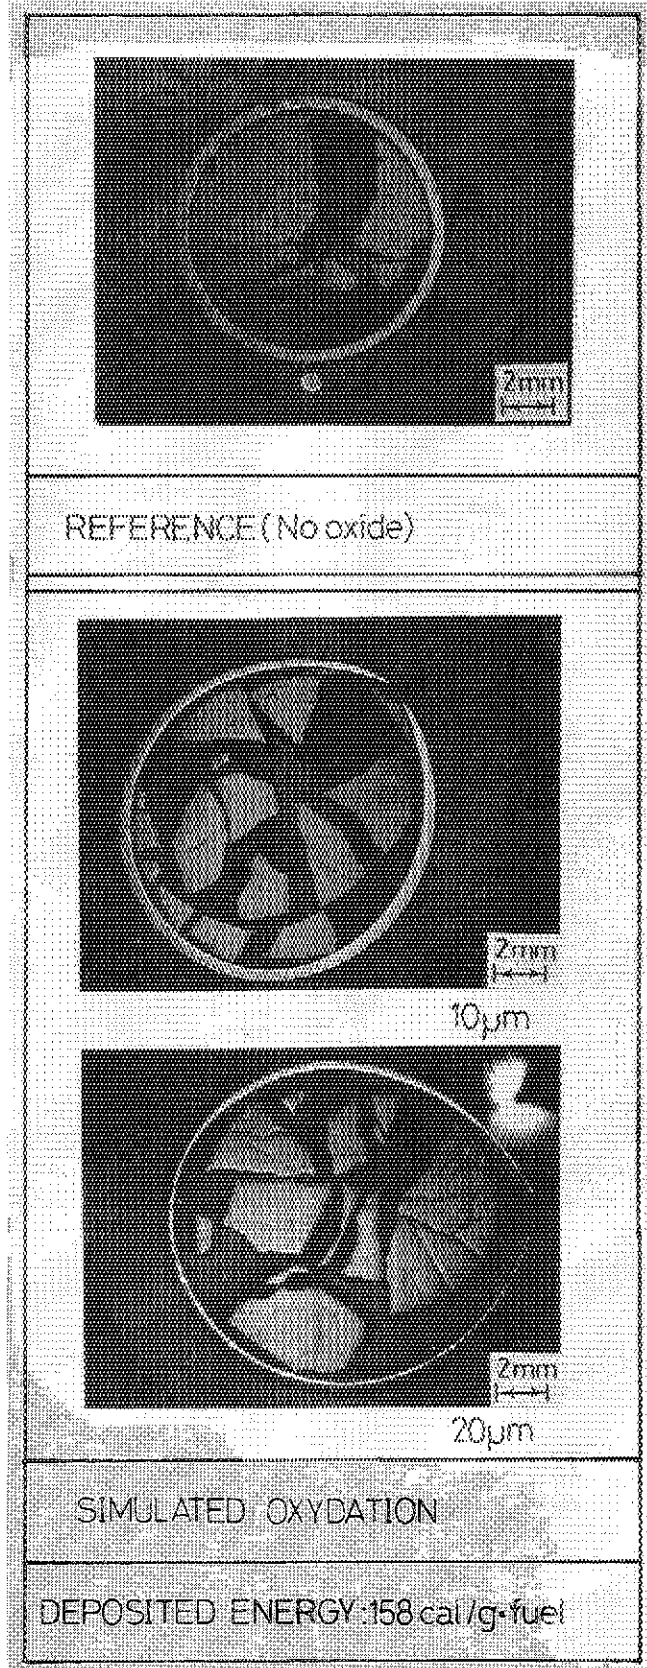 2mm
REFERENCE (No oxide)
2mm
10μm
2mm
20μm
SIMULATED OXYDATION
DEPOSITED ENERGY:158 cal/g•fuel